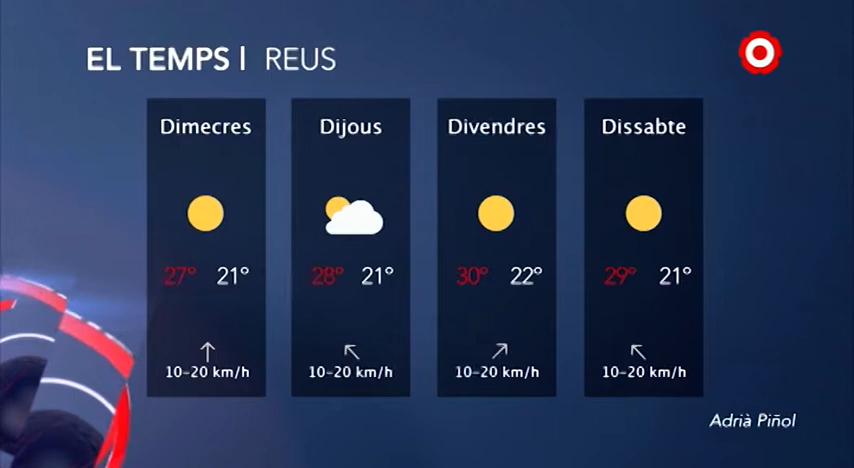 EL TEMPS | REUS
Dimecres
27° 21°
10-20 km/h
Dijous
28° 21°
10-20 km/h
Divendres
30° 22°
10-20 km/h
Dissabte
29° 21°
10-20 km/h
Adrià Piñol